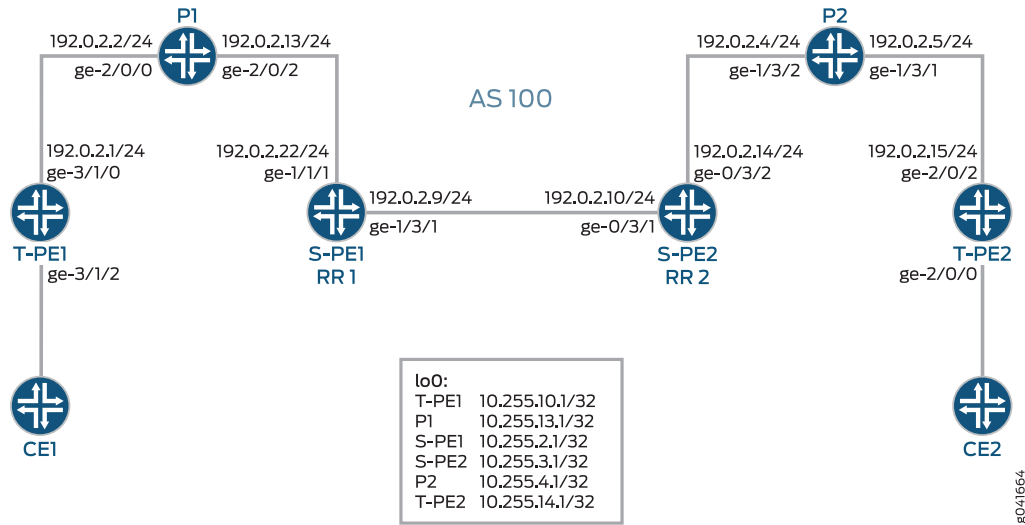 P1
192.0.2.2/24
192.0.2.13/24
ge-2/0/0
ge-2/0/2
P2
192.0.2.4/24
192.0.2.5/24
ge-1/3/2
ge-1/3/1
AS 100
192.0.2.1/24
ge-3/1/0
192.0.2.22/24
ge-1/1/1
192.0.2.14/24
ge-0/3/2
192.0.2.15/24
ge-2/0/2
192.0.2.9/24
ge-1/3/1
192.0.2.10/24
ge-0/3/1
T-PE1
ge-3/1/2
S-PE1
RR 1
S-PE2
RR 2
T-PE2
ge-2/0/0
CE1
CE2
lo0:
T-PE1 10.255.10.1/32
P1 10.255.13.1/32
S-PE1 10.255.2.1/32
S-PE2 10.255.3.1/32
P2 10.255.4.1/32
T-PE2 10.255.14.1/32
g041664